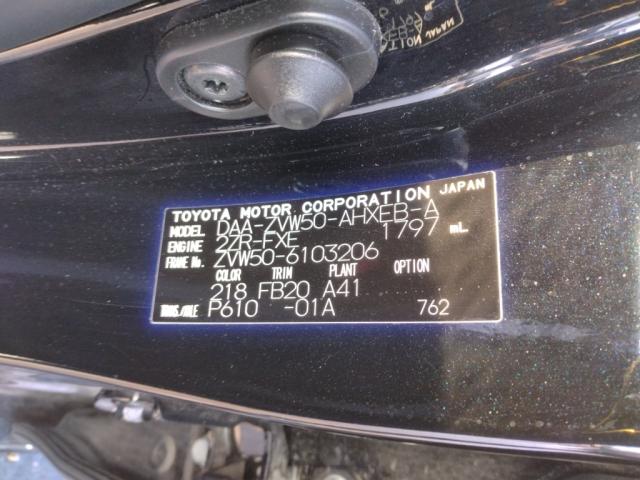 TOYOTA MOTOR CORPORATION JAPAN
MODEL DAA-ZVW50-AHXEB-A
ENGINE 2ZR-FXE 1797 mL
FRAME No. ZVW50-6103206
COLOR TRIM PLANT OPTION
218 FB20 A41
TRANS./AXLE P610 -01A 762